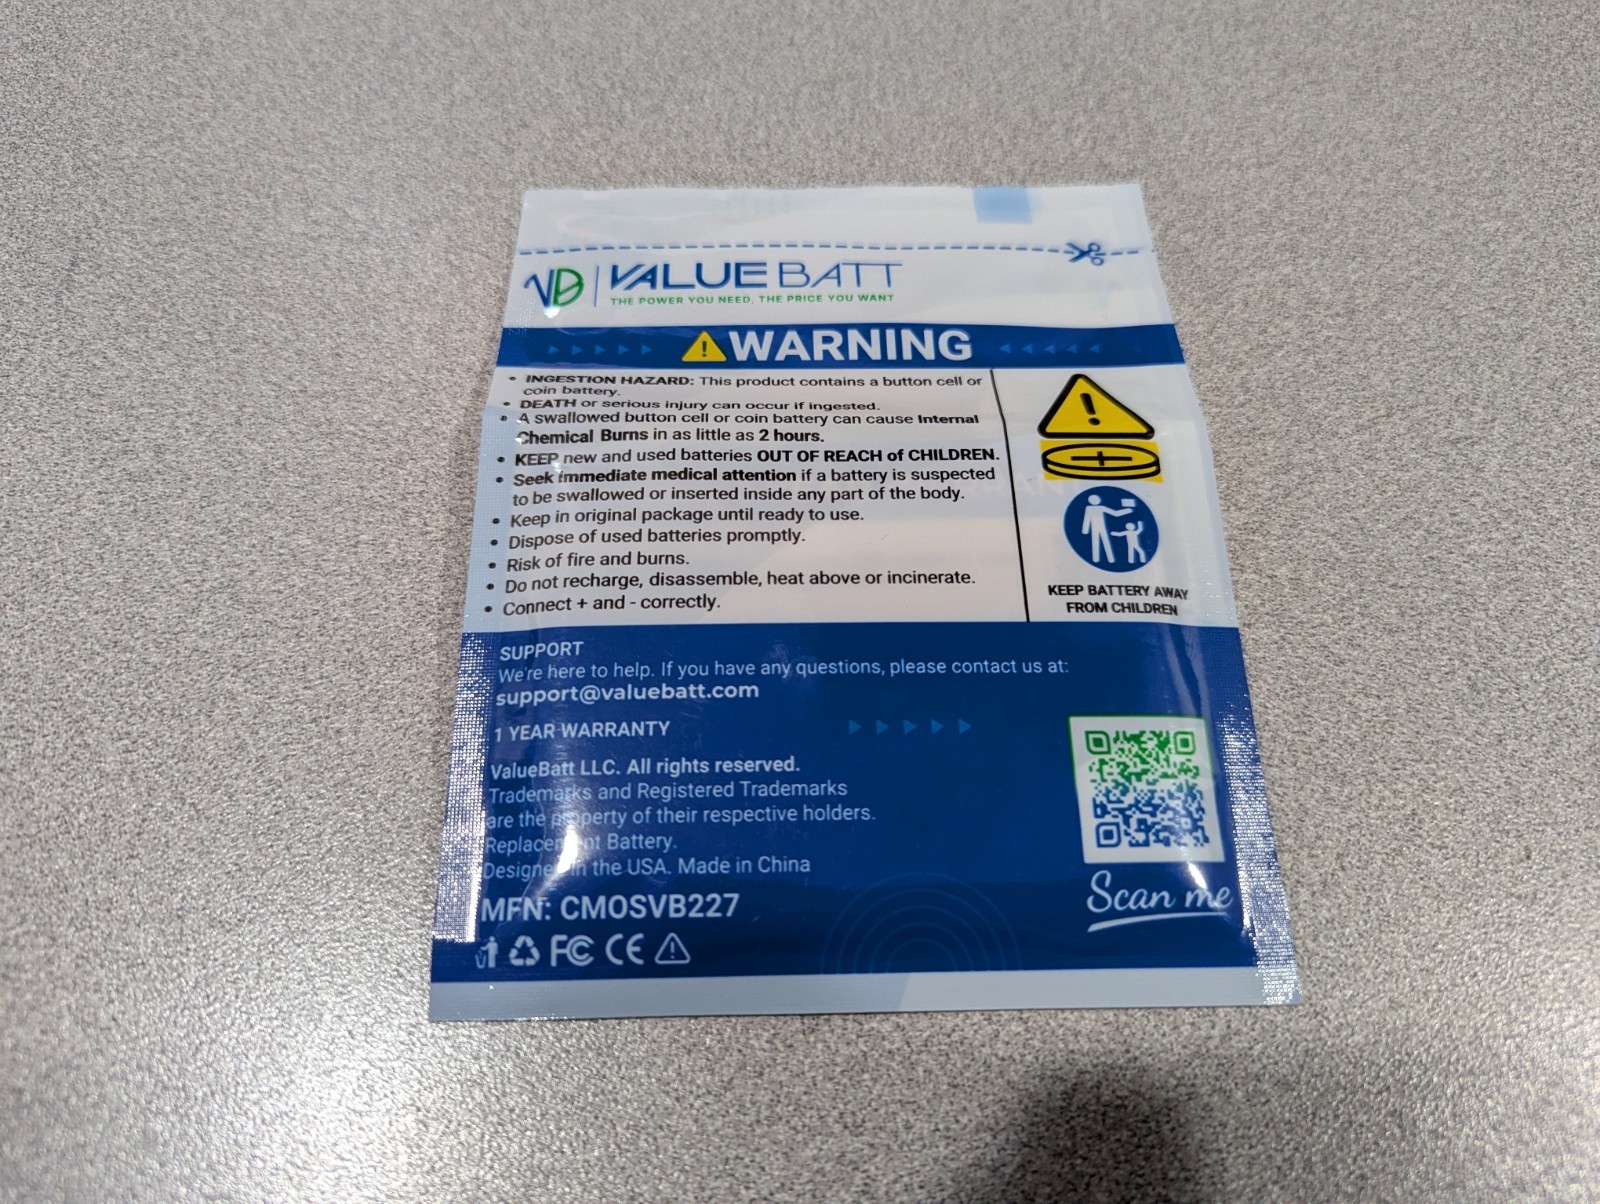 VB | VALUE BATT
THE POWER YOU NEED, THE PRICE YOU WANT
WARNING
• INGESTION HAZARD: This product contains a button cell or
coin battery.
• DEATH or serious injury can occur if ingested.
• A swallowed button cell or coin battery can cause Internal
Chemical Burns in as little as 2 hours.
• KEEP new and used batteries OUT OF REACH of CHILDREN.
• Seek immediate medical attention if a battery is suspected
to be swallowed or inserted inside any part of the body.
• Keep in original package until ready to use.
• Dispose of used batteries promptly.
• Risk of fire and burns.
• Do not recharge, disassemble, heat above or incinerate.
• Connect + and - correctly.
KEEP BATTERY AWAY
FROM CHILDREN
SUPPORT
We're here to help. If you have any questions, please contact us at:
support@valuebatt.com
1 YEAR WARRANTY
ValueBatt LLC. All rights reserved.
Trademarks and Registered Trademarks
are the property of their respective holders.
Replacement Battery.
Designed in the USA. Made in China
MFN: CMOSVB227
FC CE
Scan me